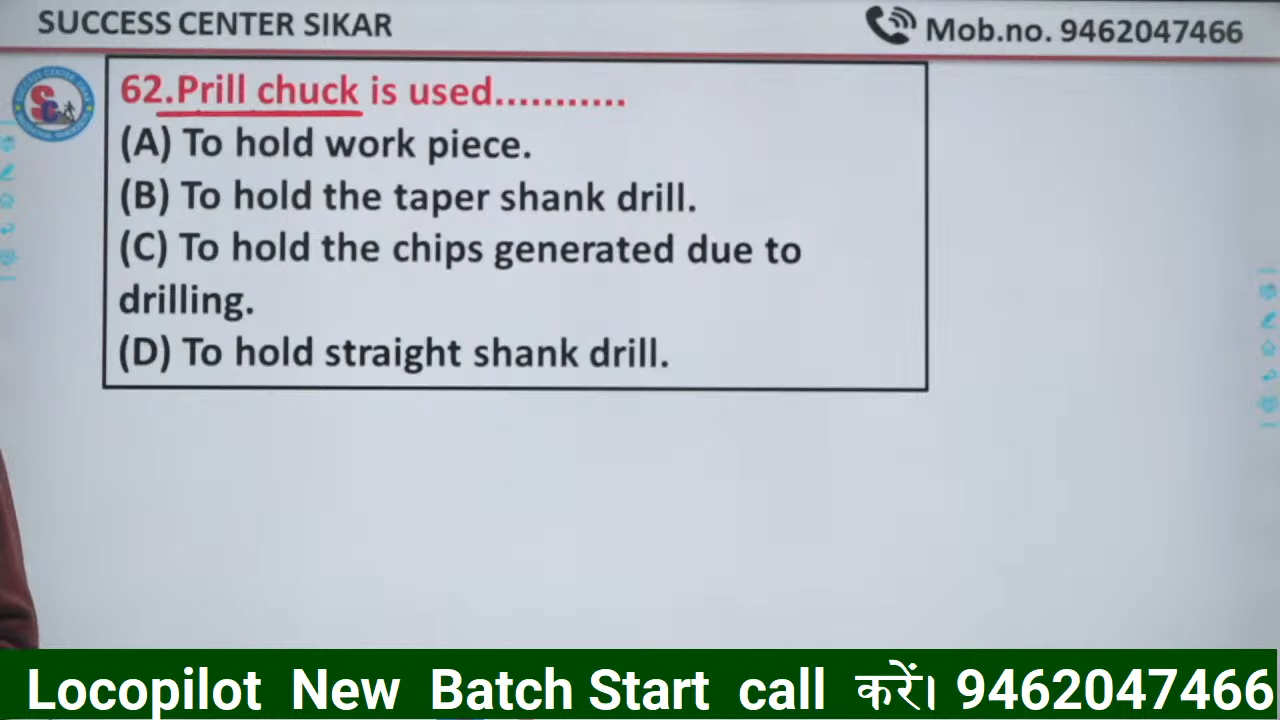 SUCCESS CENTER SIKAR
Mob.no. 9462047466
62.Prill chuck is used...........
(A) To hold work piece.
(B) To hold the taper shank drill.
(C) To hold the chips generated due to
drilling.
(D) To hold straight shank drill.
Locopilot New Batch Start call करें। 9462047466